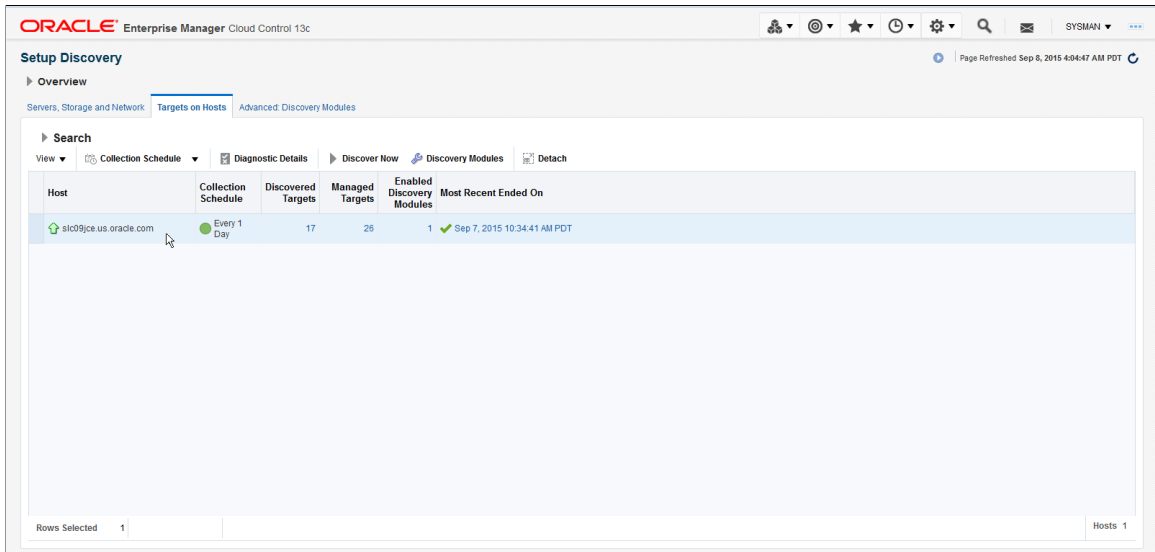 ORACLE Enterprise Manager Cloud Control 13c
SYSMAN
Setup Discovery
Page Refreshed Sep 8, 2015 4:04:47 AM PDT
Overview
Servers, Storage and Network Targets on Hosts Advanced: Discovery Modules
Search
View Collection Schedule Diagnostic Details Discover Now Discovery Modules Detach
Host
Collection
Schedule
Discovered
Targets
Managed
Targets
Enabled
Discovery
Modules
Most Recent Ended On
slc09jce.us.oracle.com
Every 1
Day
17
26
1
Sep 7, 2015 10:34:41 AM PDT
Rows Selected 1
Hosts 1